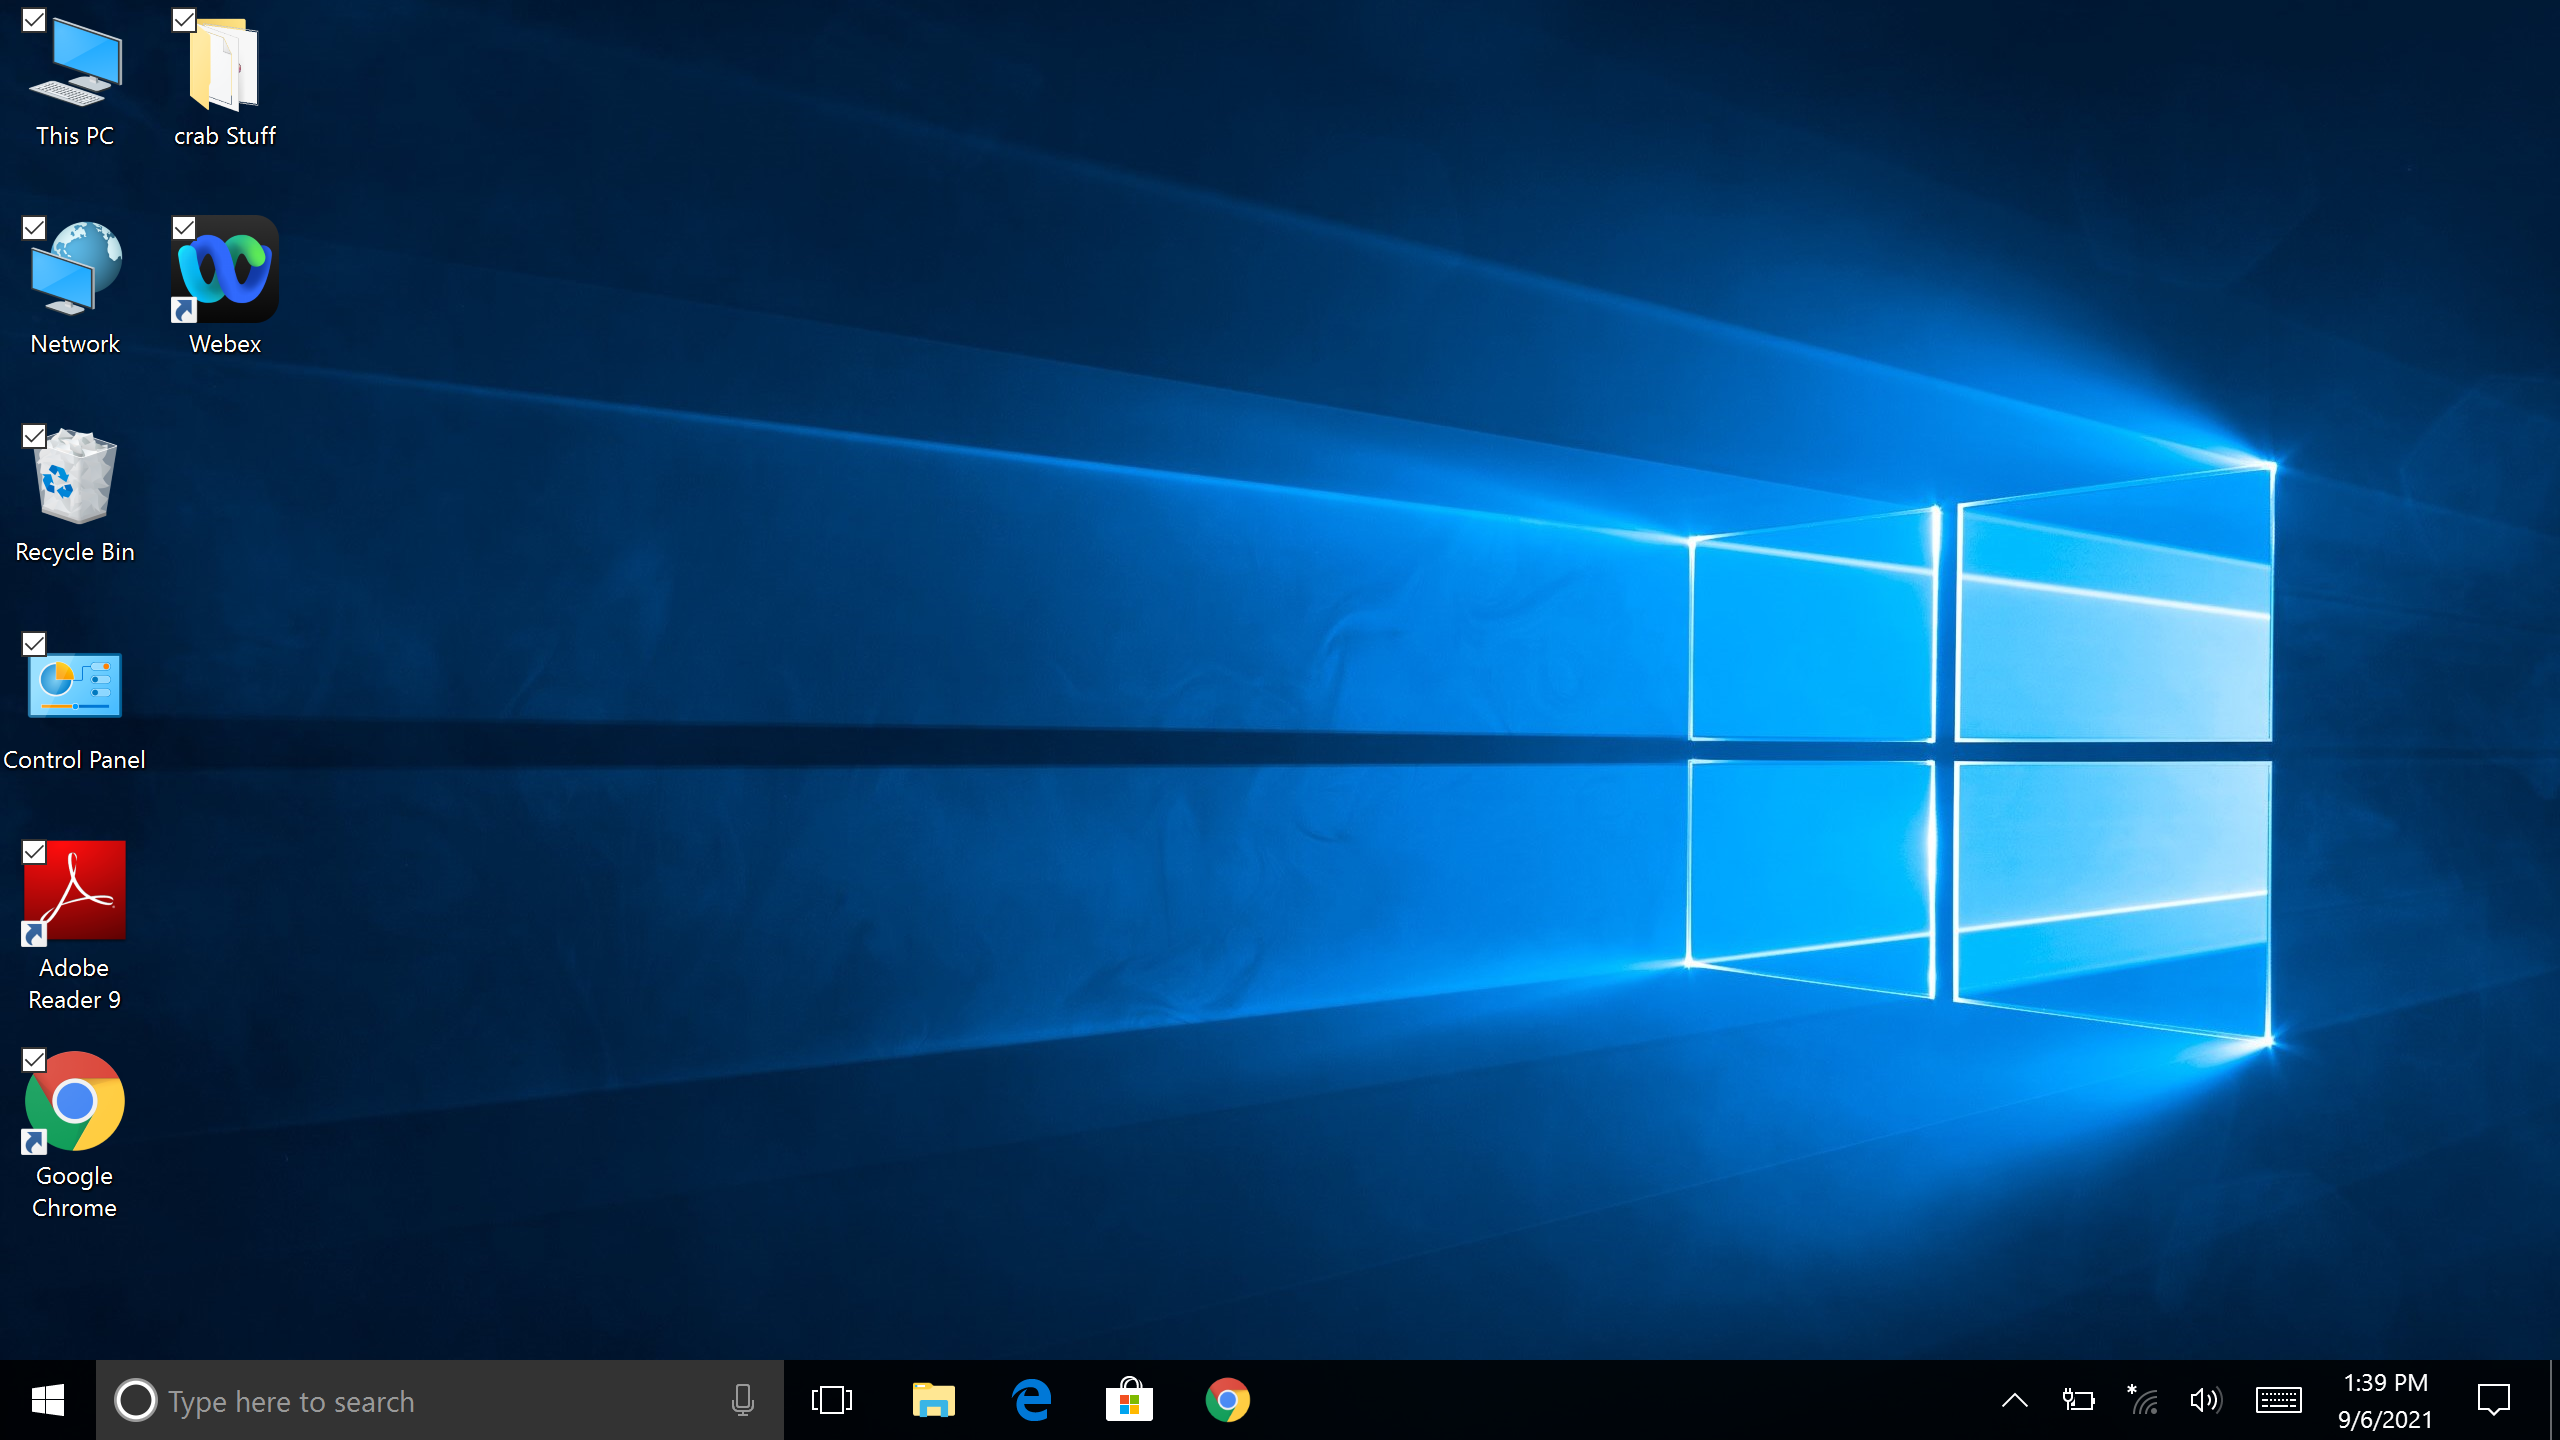 This PC
crab Stuff
Network
Webex
Recycle Bin
Control Panel
Adobe
Reader 9
Google
Chrome
Type here to search
1:39 PM
9/6/2021